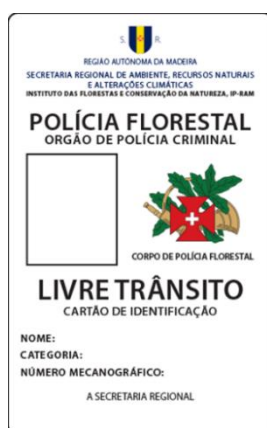 S. R.
REGIÃO AUTÓNOMA DA MADEIRA
SECRETARIA REGIONAL DE AMBIENTE, RECURSOS NATURAIS
E ALTERAÇÕES CLIMÁTICAS
INSTITUTO DAS FLORESTAS E CONSERVAÇÃO DA NATUREZA, IP-RAM
POLÍCIA FLORESTAL
ORGÃO DE POLÍCIA CRIMINAL
CORPO DE POLÍCIA FLORESTAL
LIVRE TRÂNSITO
CARTÃO DE IDENTIFICAÇÃO
NOME:
CATEGORIA:
NÚMERO MECANOGRÁFICO:
A SECRETARIA REGIONAL